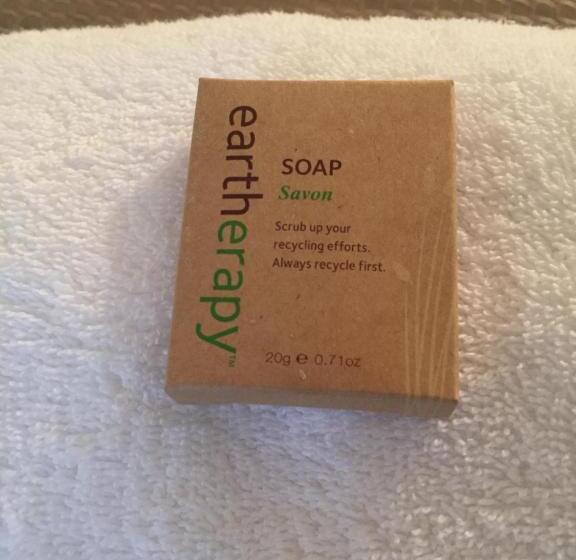 eartherapy™
SOAP
Savon
Scrub up your
recycling efforts.
Always recycle first.
20g ℮ 0.71oz